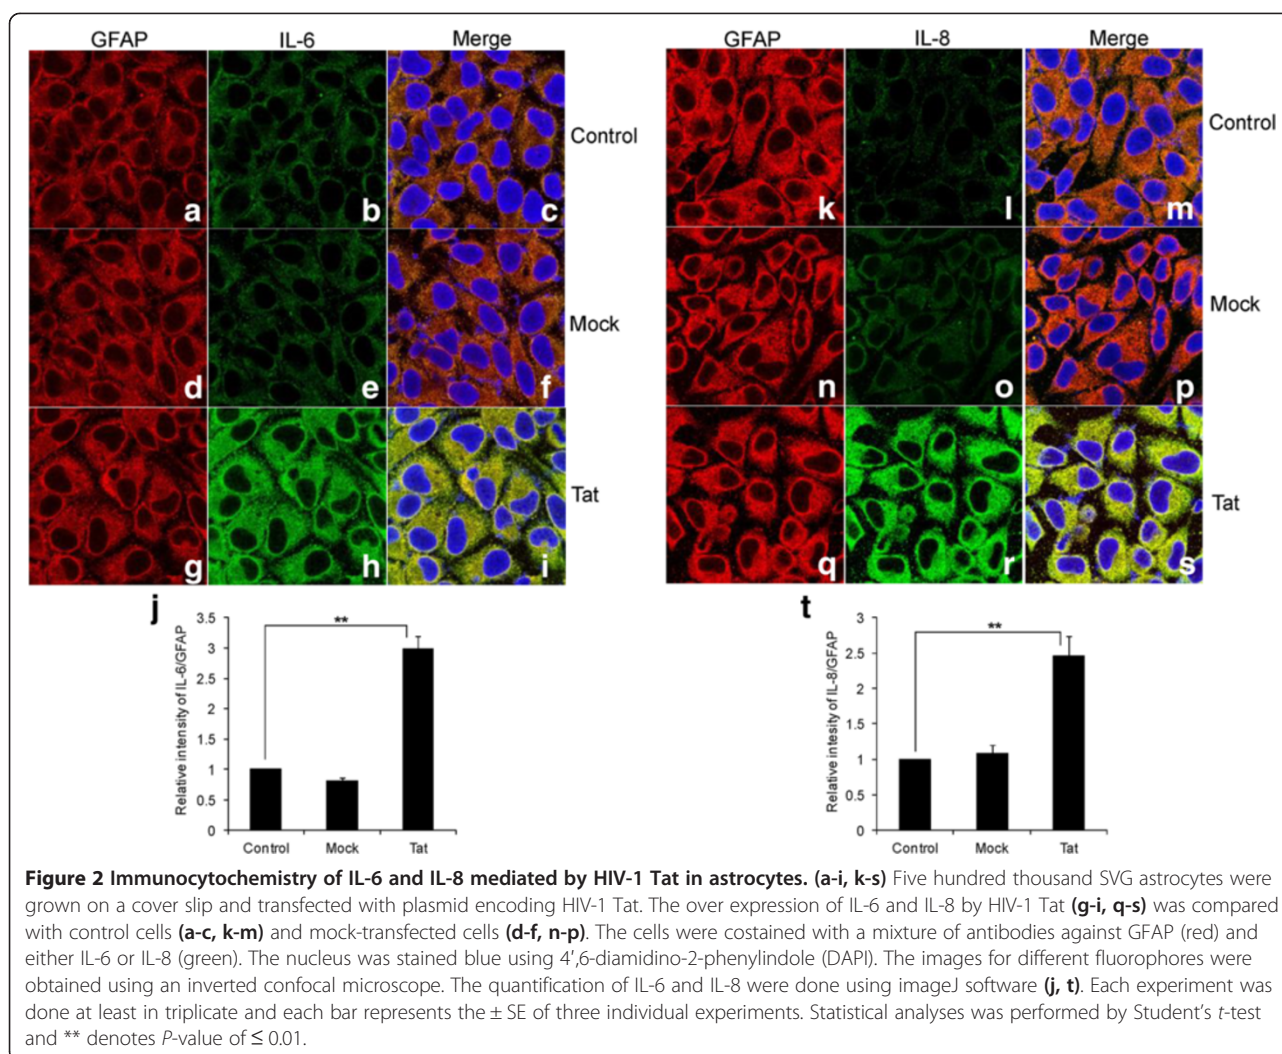 GFAP IL-6 Merge
a b c Control
d e f Mock
g h i Tat
GFAP IL-8 Merge
k l m Control
n o p Mock
q r s Tat
j
Relative intensity of IL-6/GFAP
3.5
3
2.5
2
1.5
1
0.5
0
**
Control Mock Tat
t
Relative intesity of IL-8/GFAP
3
2.5
2
1.5
1
0.5
0
**
Control Mock Tat
Figure 2 Immunocytochemistry of IL-6 and IL-8 mediated by HIV-1 Tat in astrocytes. (a-i, k-s) Five hundred thousand SVG astrocytes were
grown on a cover slip and transfected with plasmid encoding HIV-1 Tat. The over expression of IL-6 and IL-8 by HIV-1 Tat (g-i, q-s) was compared
with control cells (a-c, k-m) and mock-transfected cells (d-f, n-p). The cells were costained with a mixture of antibodies against GFAP (red) and
either IL-6 or IL-8 (green). The nucleus was stained blue using 4′,6-diamidino-2-phenylindole (DAPI). The images for different fluorophores were
obtained using an inverted confocal microscope. The quantification of IL-6 and IL-8 were done using imageJ software (j, t). Each experiment was
done at least in triplicate and each bar represents the ± SE of three individual experiments. Statistical analyses was performed by Student's t-test
and ** denotes P-value of ≤ 0.01.